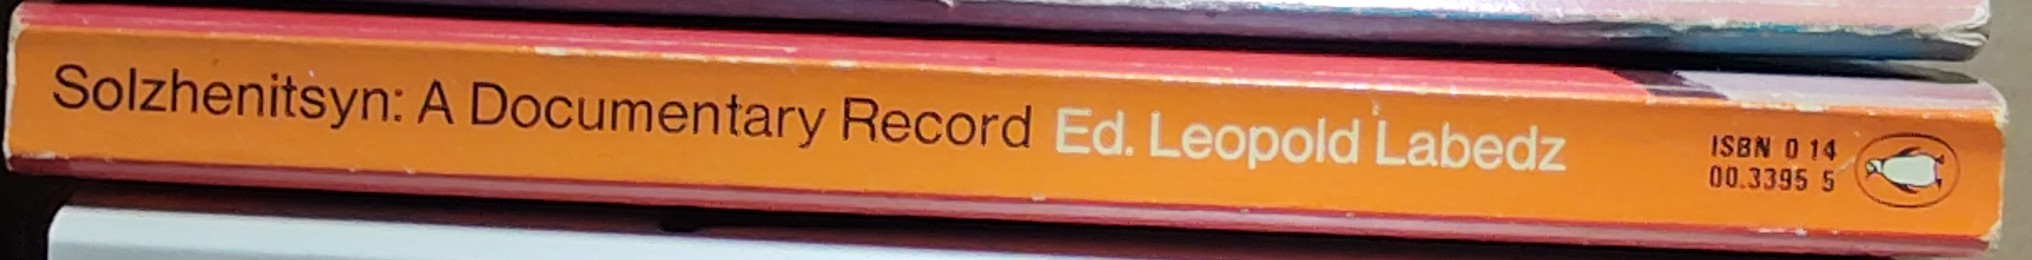 Solzhenitsyn: A Documentary Record Ed. Leopold Labedz
ISBN 0 14
00.3395 5